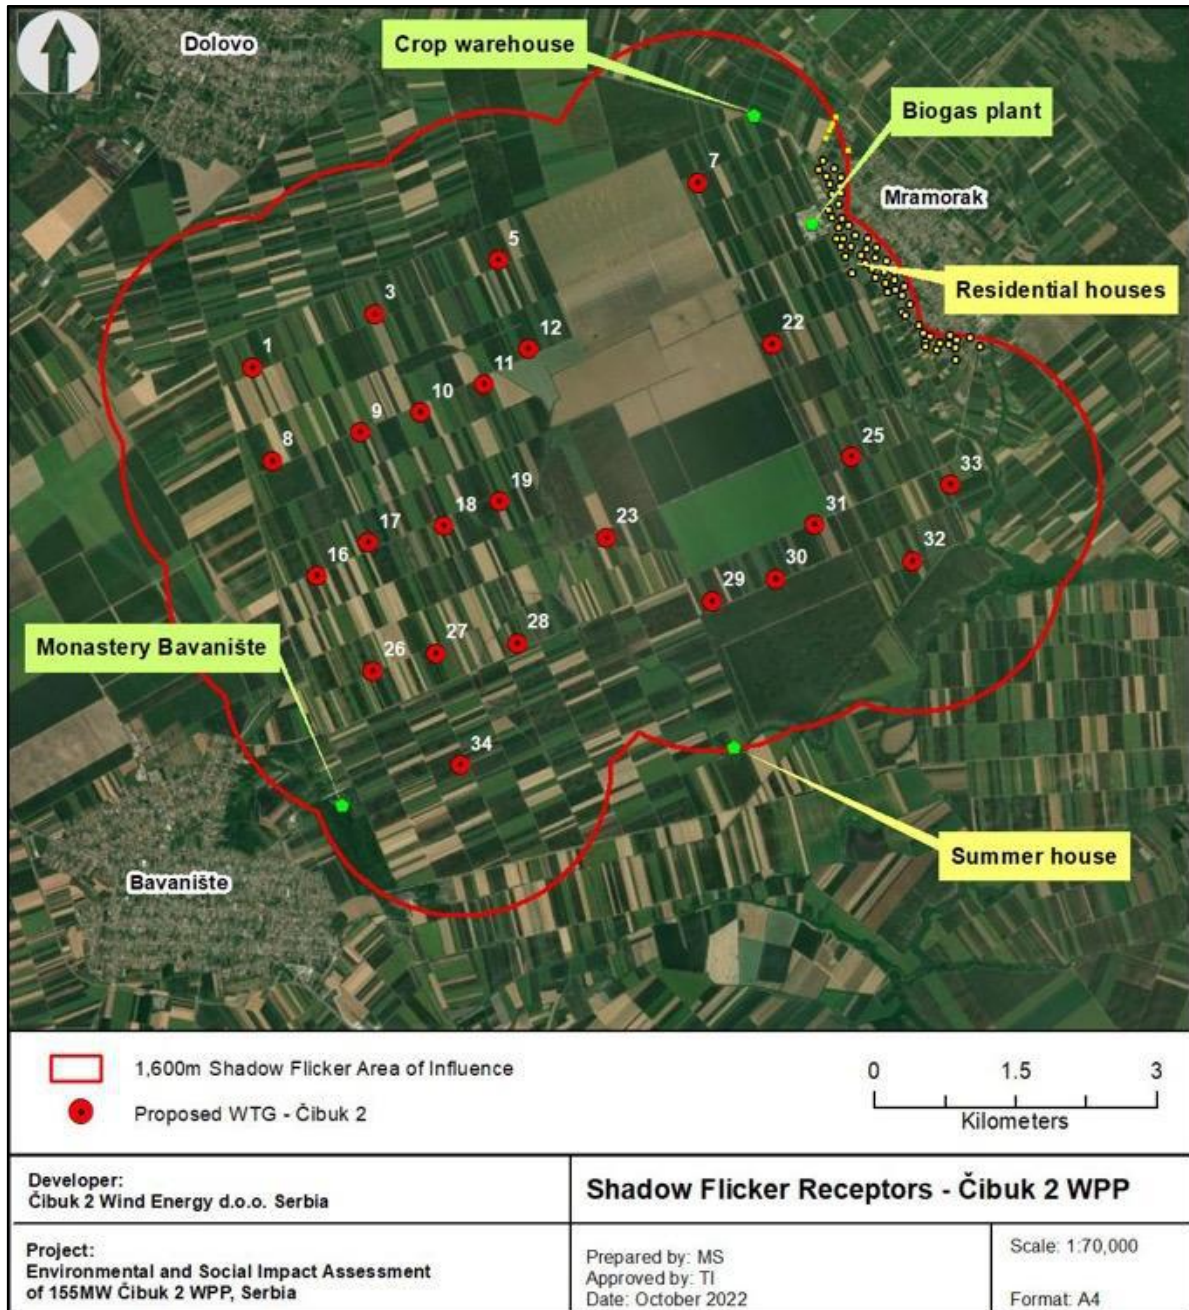 Dolovo
Crop warehouse
Biogas plant
7
Mramorak
5
Residential houses
3
12
22
1
11
10
9
8
25
33
19
18
31
17
23
32
16
30
29
28
Monastery Bavanište
27
26
34
Summer house
Bavanište
1,600m Shadow Flicker Area of Influence
Proposed WTG - Čibuk 2
0 1.5 3
Kilometers
Developer:
Čibuk 2 Wind Energy d.o.o. Serbia
Shadow Flicker Receptors - Čibuk 2 WPP
Project:
Environmental and Social Impact Assessment
of 155MW Čibuk 2 WPP, Serbia
Prepared by: MS
Approved by: TI
Date: October 2022
Scale: 1:70,000
Format: A4